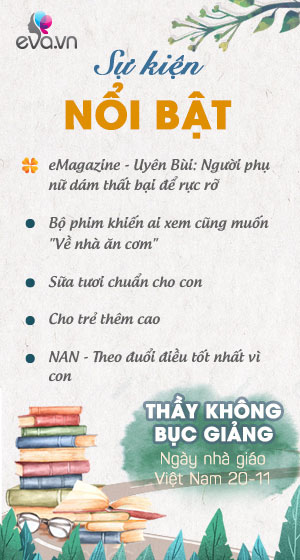 eva.vn
Sự kiện
NỔI BẬT
eMagazine - Uyên Bùi: Người phụ
nữ dám thất bại để rực rỡ
Bộ phim khiến ai xem cũng muốn
"Về nhà ăn cơm"
Sữa tươi chuẩn cho con
Cho trẻ thêm cao
NAN - Theo đuổi điều tốt nhất vì
con
THẦY KHÔNG
BỤC GIẢNG
Ngày nhà giáo
Việt Nam 20-11